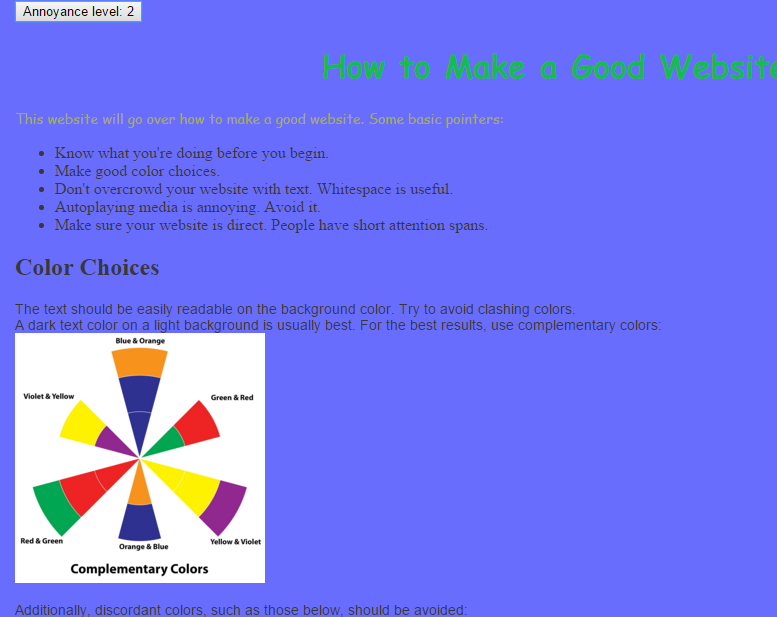 Annoyance level: 2
How to Make a Good Website
This website will go over how to make a good website. Some basic pointers:
Know what you're doing before you begin.
Make good color choices.
Don't overcrowd your website with text. Whitespace is useful.
Autoplaying media is annoying. Avoid it.
Make sure your website is direct. People have short attention spans.
Color Choices
The text should be easily readable on the background color. Try to avoid clashing colors.
A dark text color on a light background is usually best. For the best results, use complementary colors:
Blue & Orange
Violet & Yellow
Green & Red
Red & Green
Orange & Blue
Yellow & Violet
Complementary Colors
Additionally, discordant colors, such as those below, should be avoided: